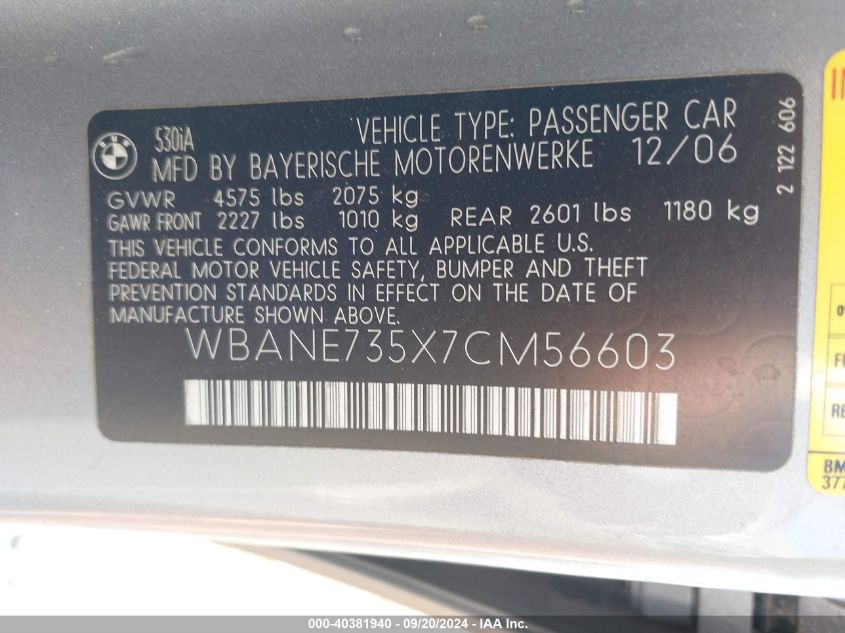 BMW
530iA
VEHICLE TYPE: PASSENGER CAR
MFD BY BAYERISCHE MOTORENWERKE 12/06
GVWR 4575 lbs 2075 kg
GAWR FRONT 2227 lbs 1010 kg REAR 2601 lbs 1180 kg
THIS VEHICLE CONFORMS TO ALL APPLICABLE U.S.
FEDERAL MOTOR VEHICLE SAFETY, BUMPER AND THEFT
PREVENTION STANDARDS IN EFFECT ON THE DATE OF
MANUFACTURE SHOWN ABOVE.
WBANE735X7CM56603
2 122 606
000-40381940 - 09/20/2024 - IAA Inc.